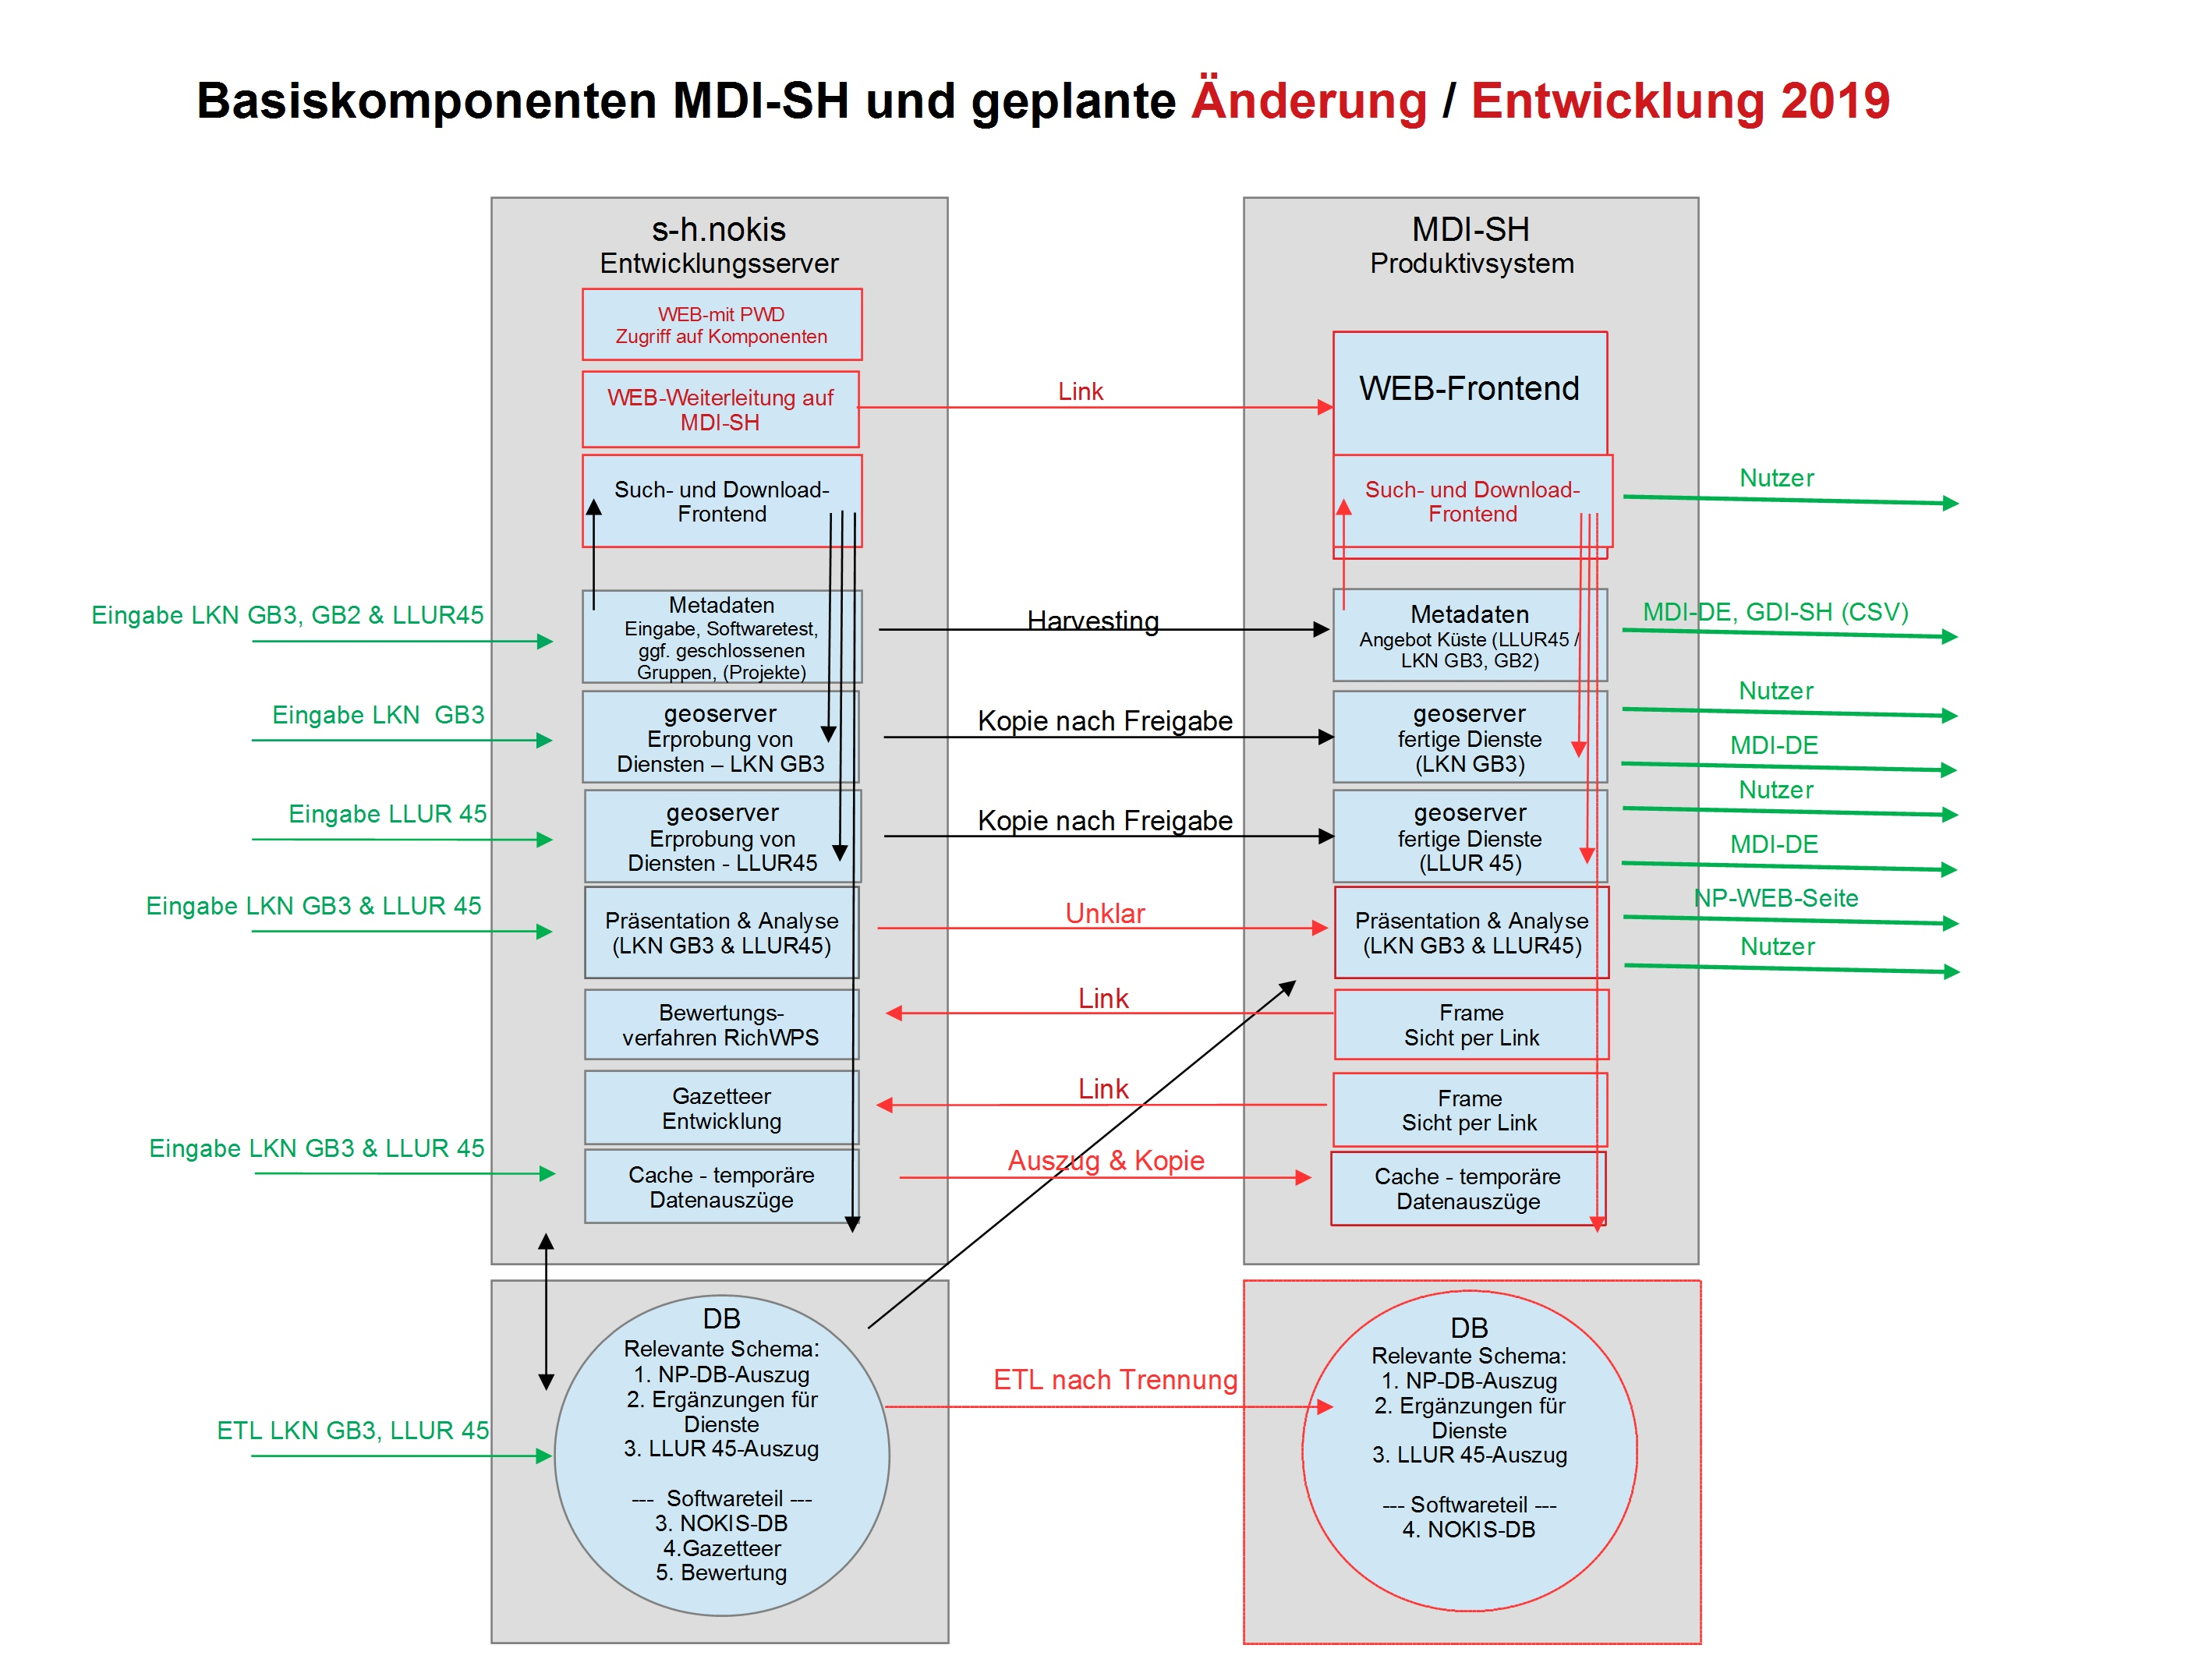 Basiskomponenten MDI-SH und geplante Änderung / Entwicklung 2019
s-h.nokis
Entwicklungsserver
WEB-mit PWD
Zugriff auf Komponenten
WEB-Weiterleitung auf
MDI-SH
Such- und Download-
Frontend
Metadaten
Eingabe, Softwaretest,
ggf. geschlossenen
Gruppen, (Projekte)
geoserver
Erprobung von
Diensten – LKN GB3
geoserver
Erprobung von
Diensten - LLUR45
Präsentation & Analyse
(LKN GB3 & LLUR45)
Bewertungs-
verfahren RichWPS
Gazetteer
Entwicklung
Cache - temporäre
Datenauszüge
DB
Relevante Schema:
1. NP-DB-Auszug
2. Ergänzungen für
Dienste
3. LLUR 45-Auszug
--- Softwareteil ---
3. NOKIS-DB
4.Gazetteer
5. Bewertung
Eingabe LKN GB3, GB2 & LLUR45
Eingabe LKN GB3
Eingabe LLUR 45
Eingabe LKN GB3 & LLUR 45
Eingabe LKN GB3 & LLUR 45
ETL LKN GB3, LLUR 45
Link
Harvesting
Kopie nach Freigabe
Kopie nach Freigabe
Unklar
Link
Link
Auszug & Kopie
ETL nach Trennung
MDI-SH
Produktivsystem
WEB-Frontend
Such- und Download-
Frontend
Metadaten
Angebot Küste (LLUR45 /
LKN GB3, GB2)
geoserver
fertige Dienste
(LKN GB3)
geoserver
fertige Dienste
(LLUR 45)
Präsentation & Analyse
(LKN GB3 & LLUR45)
Frame
Sicht per Link
Frame
Sicht per Link
Cache - temporäre
Datenauszüge
DB
Relevante Schema:
1. NP-DB-Auszug
2. Ergänzungen für
Dienste
3. LLUR 45-Auszug
--- Softwareteil ---
4. NOKIS-DB
Nutzer
MDI-DE, GDI-SH (CSV)
Nutzer
MDI-DE
Nutzer
MDI-DE
NP-WEB-Seite
Nutzer